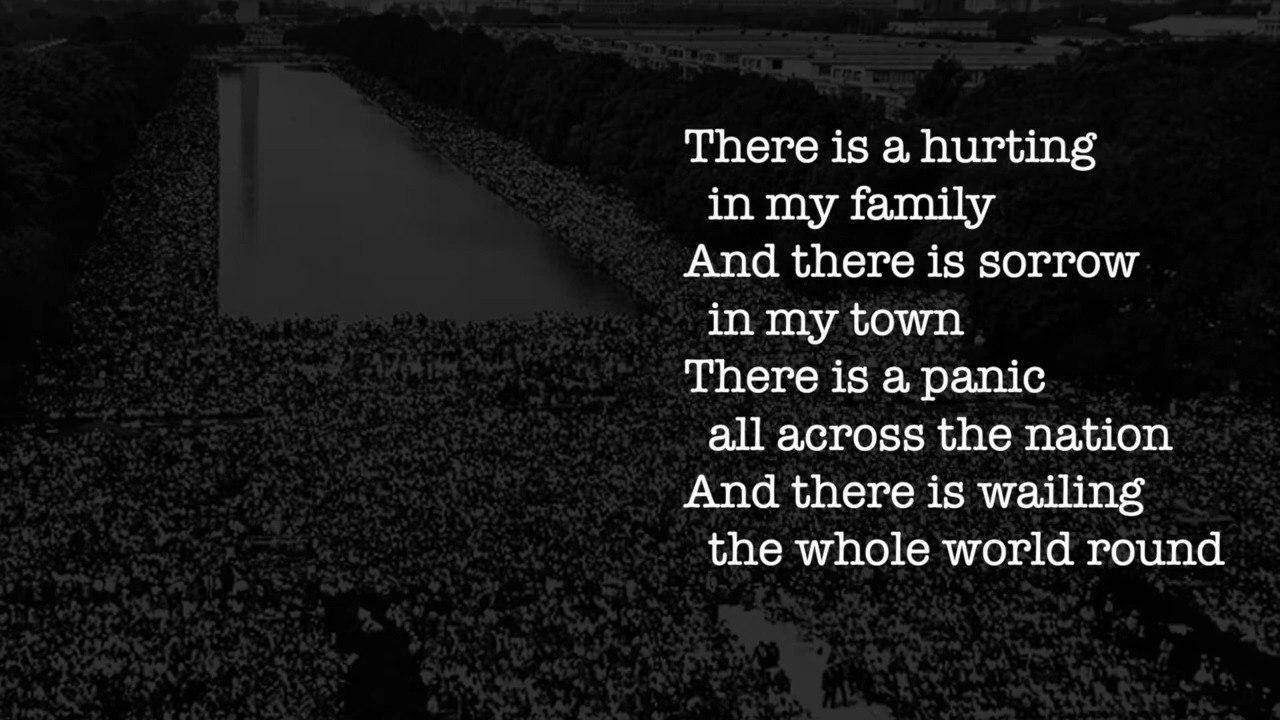 There is a hurting
in my family
And there is sorrow
in my town
There is a panic
all across the nation
And there is wailing
the whole world round